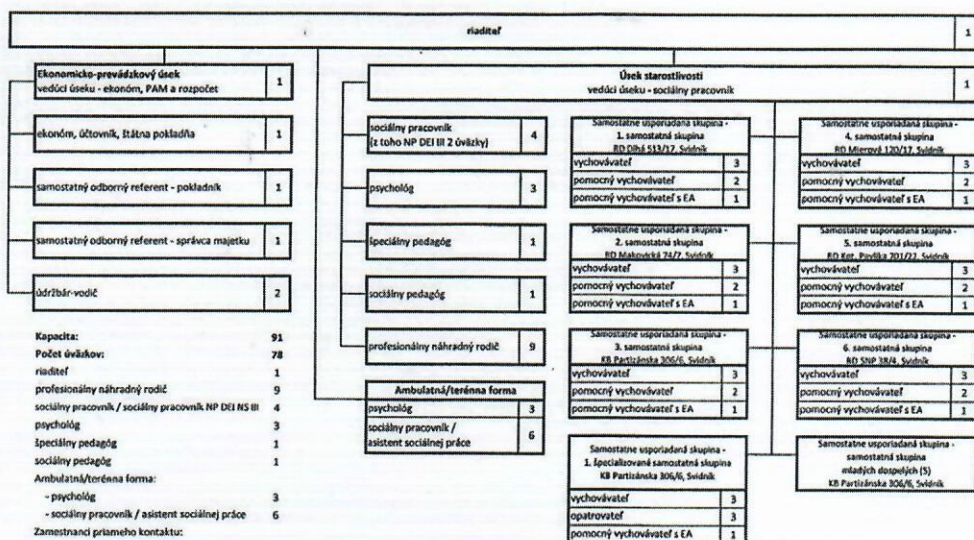 riaditeľ 1
Ekonomicko-prevádzkový úsek
vedúci úseku - ekonóm, PAM a rozpočet 1
ekonóm, účtovník, štátna pokladňa 1
samostatný odborný referent - pokladník 1
samostatný odborný referent - správca majetku 1
údržbár-vodič 2
Úsek starostlivosti
vedúci úseku - sociálny pracovník 1
sociálny pracovník
(z toho NP DEI III 2 úväzky) 4
psychológ 3
špeciálny pedagóg 1
sociálny pedagóg 1
profesionálny náhradný rodič 9
Ambulatná/terénna forma
psychológ 3
sociálny pracovník /
asistent sociálnej práce 6
Samostatne usporiadaná skupina -
1. samostatná skupina
RD Dlhá 513/17, Svidník
vychovávateľ 3
pomocný vychovávateľ 2
pomocný vychovávateľ s EA 1
Samostatne usporiadaná skupina -
2. samostatná skupina
RD Makovická 74/7, Svidník
vychovávateľ 3
pomocný vychovávateľ 2
pomocný vychovávateľ s EA 1
Samostatne usporiadaná skupina -
3. samostatná skupina
KB Partizánska 306/6, Svidník
vychovávateľ 3
pomocný vychovávateľ 2
pomocný vychovávateľ s EA 1
Samostatne usporiadaná skupina -
1. špecializovaná samostatná skupina
KB Partizánska 306/6, Svidník
vychovávateľ 3
opatrovateľ 3
pomocný vychovávateľ s EA 1
Samostatne usporiadaná skupina -
4. samostatná skupina
RD Mierová 120/17, Svidník
vychovávateľ 3
pomocný vychovávateľ 2
pomocný vychovávateľ s EA 1
Samostatne usporiadaná skupina -
5. samostatná skupina
RD Kpt. 701/22, Svidník
vychovávateľ 3
pomocný vychovávateľ 2
pomocný vychovávateľ s EA 1
Samostatne usporiadaná skupina -
6. samostatná skupina
RD SNP 38/4, Svidník
vychovávateľ 3
pomocný vychovávateľ 2
pomocný vychovávateľ s EA 1
Samostatne usporiadaná skupina -
samostatná skupina
mladých dospelých (5)
KB Partizánska 306/6, Svidník
Kapacita: 91
Počet úväzkov: 78
riaditeľ 1
profesionálny náhradný rodič 9
sociálny pracovník / sociálny pracovník NP DEI NS III 4
psychológ 3
špeciálny pedagóg 1
sociálny pedagóg 1
Ambulatná/terénna forma:
- psychológ 3
- sociálny pracovník / asistent sociálnej práce 6
Zamestnanci priameho kontaktu: